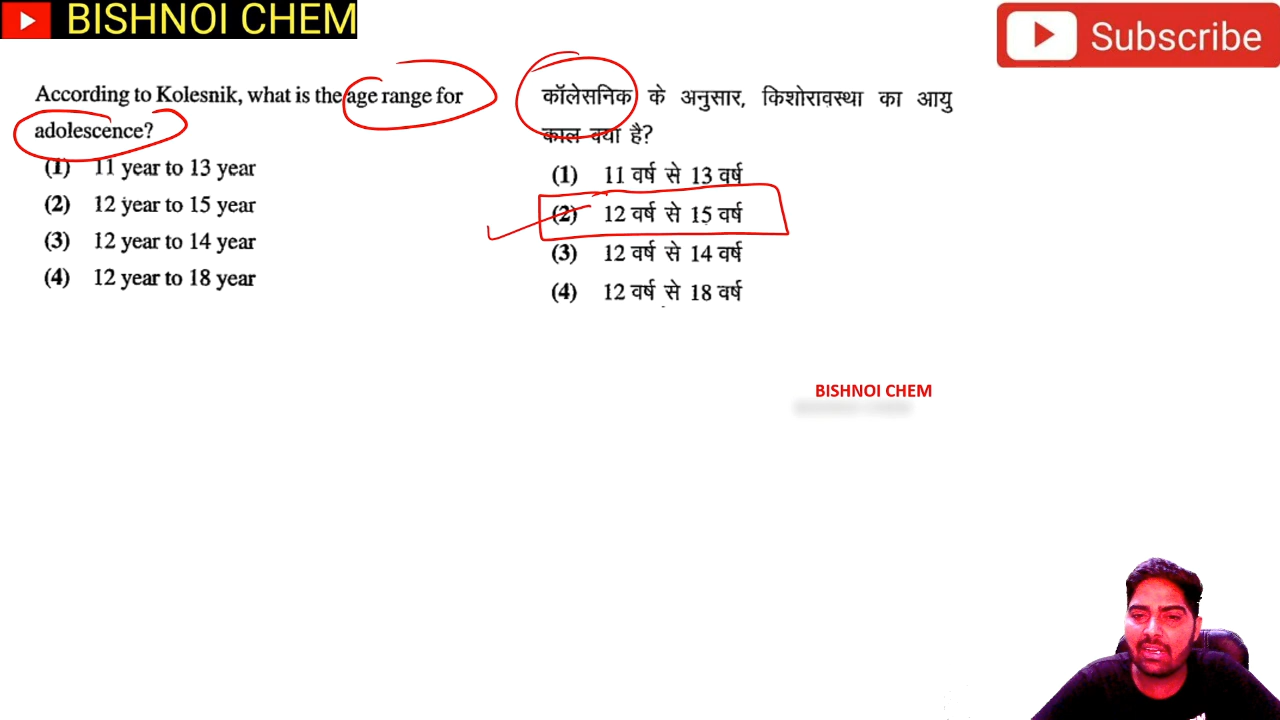 BISHNOI CHEM
Subscribe
According to Kolesnik, what is the age range for
adolescence?
(1) 11 year to 13 year
(2) 12 year to 15 year
(3) 12 year to 14 year
(4) 12 year to 18 year
कॉलेसनिक के अनुसार, किशोरावस्था का आयु
काल क्या है?
(1) 11 वर्ष से 13 वर्ष
(2) 12 वर्ष से 15 वर्ष
(3) 12 वर्ष से 14 वर्ष
(4) 12 वर्ष से 18 वर्ष
BISHNOI CHEM